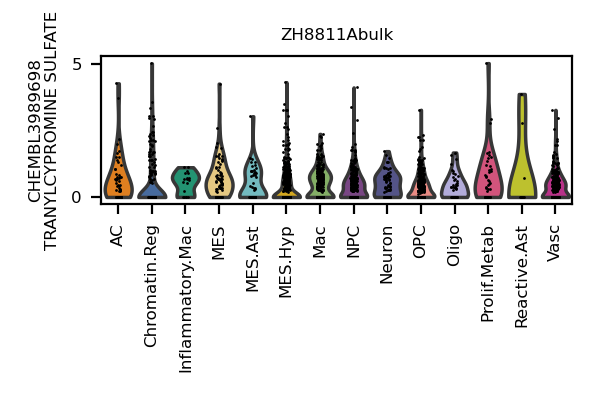 ZH8811Abulk
CHEMBL3989698
TRANYLCYPROMINE SULFATE
5
0
AC
Chromatin.Reg
Inflammatory.Mac
MES
MES.Ast
MES.Hyp
Mac
NPC
Neuron
OPC
Oligo
Prolif.Metab
Reactive.Ast
Vasc